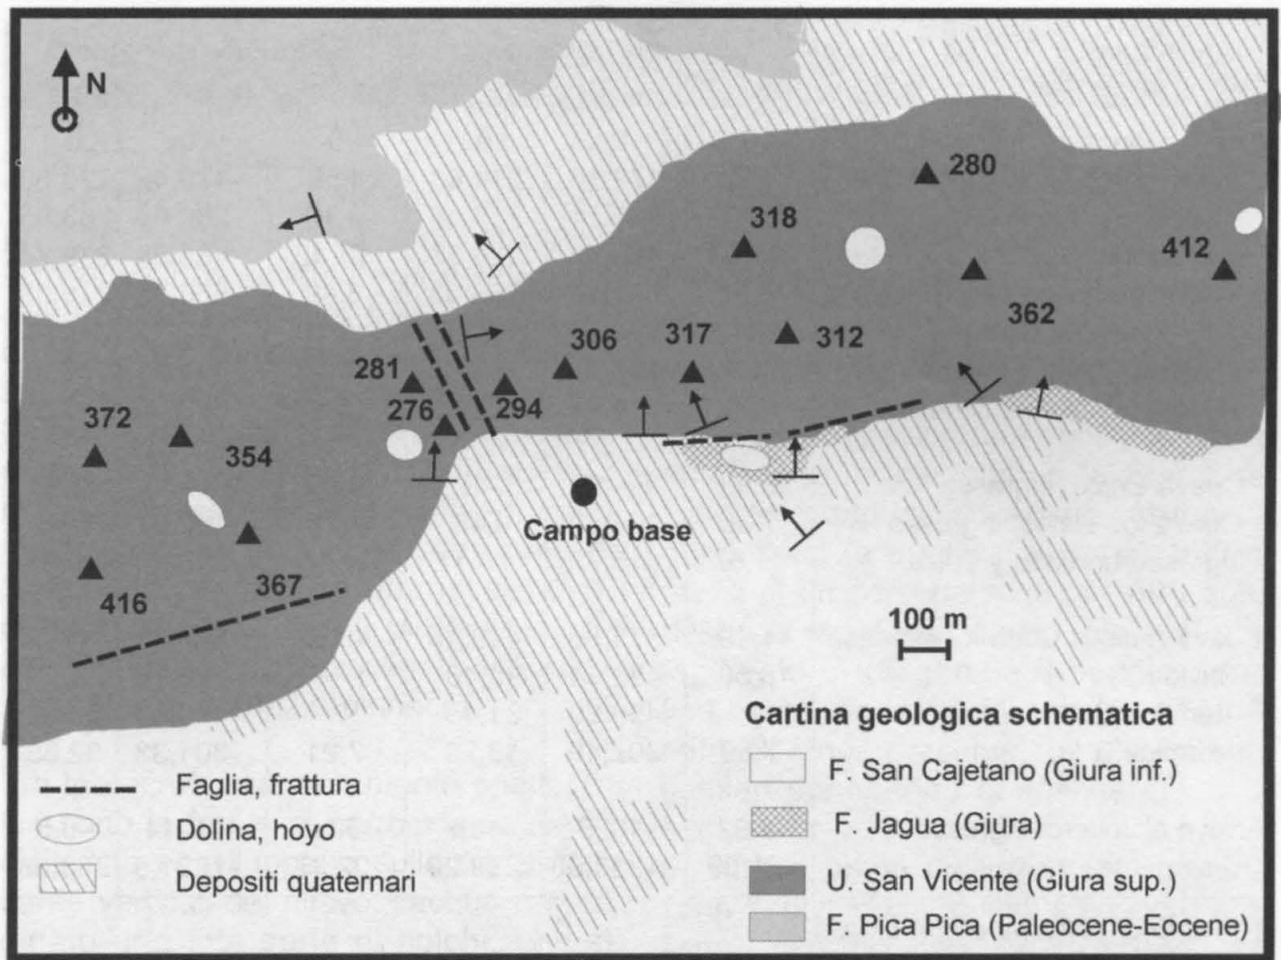 N
280
318
412
362
306
317
312
281
276
294
372
354
Campo base
416
367
100 m
Cartina geologica schematica
F. San Cajetano (Giura inf.)
F. Jagua (Giura)
U. San Vicente (Giura sup.)
F. Pica Pica (Paleocene-Eocene)
Faglia, frattura
Dolina, hoyo
Depositi quaternari